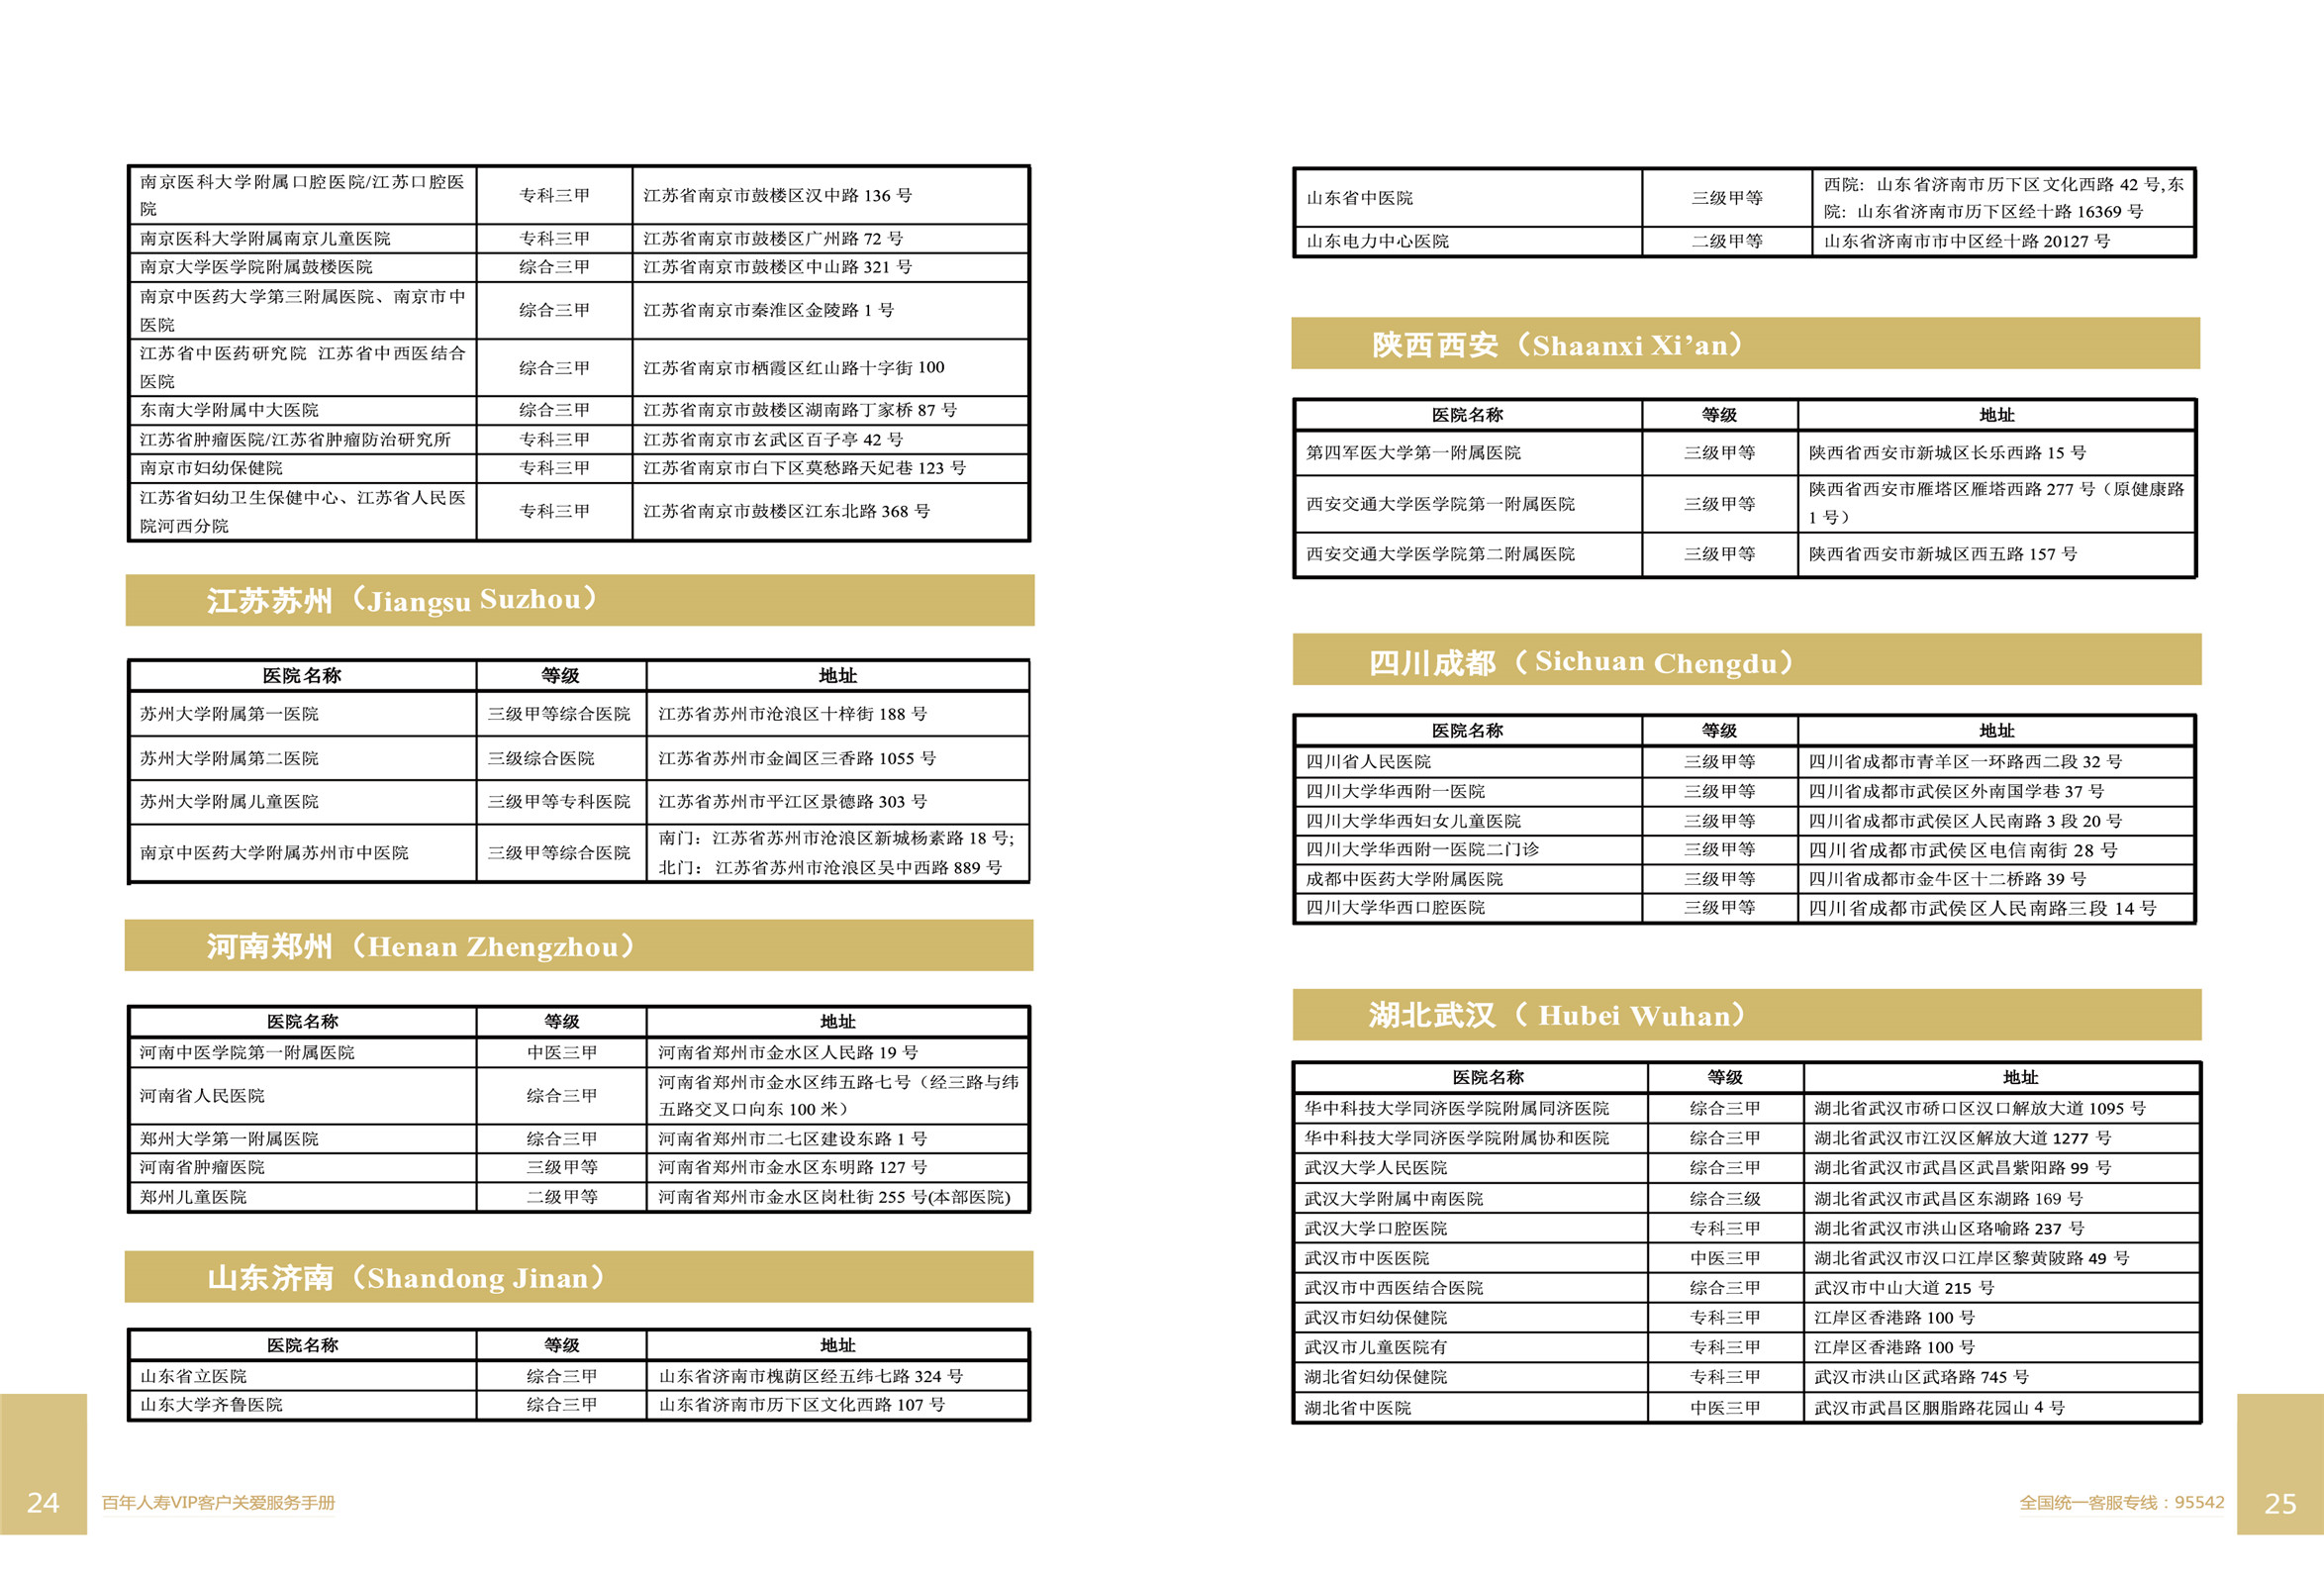 南京医科大学附属口腔医院/江苏口腔医
院
专科三甲
江苏省南京市鼓楼区汉中路 136 号
南京医科大学附属南京儿童医院
专科三甲
江苏省南京市鼓楼区广州路 72 号
南京大学医学院附属鼓楼医院
综合三甲
江苏省南京市鼓楼区中山路 321 号
南京中医药大学第三附属医院、南京市中
医院
综合三甲
江苏省南京市秦淮区金陵路 1 号
江苏省中医药研究院 江苏省中西医结合
医院
综合三甲
江苏省南京市栖霞区红山路十字街 100
东南大学附属中大医院
综合三甲
江苏省南京市鼓楼区湖南路丁家桥 87 号
江苏省肿瘤医院/江苏省肿瘤防治研究所
专科三甲
江苏省南京市玄武区百子亭 42 号
南京市妇幼保健院
专科三甲
江苏省南京市白下区莫愁路天妃巷 123 号
江苏省妇幼卫生保健中心、江苏省人民医
院河西分院
专科三甲
江苏省南京市鼓楼区江东北路 368 号
江苏苏州（Jiangsu Suzhou）
医院名称 等级 地址
苏州大学附属第一医院
三级甲等综合医院
江苏省苏州市沧浪区十梓街 188 号
苏州大学附属第二医院
三级综合医院
江苏省苏州市金阊区三香路 1055 号
苏州大学附属儿童医院
三级甲等专科医院
江苏省苏州市平江区景德路 303 号
南京中医药大学附属苏州市中医院
三级甲等综合医院
南门：江苏省苏州市沧浪区新城杨素路 18 号;
北门：江苏省苏州市沧浪区吴中西路 889 号
河南郑州（Henan Zhengzhou）
医院名称 等级 地址
河南中医学院第一附属医院
中医三甲
河南省郑州市金水区人民路 19 号
河南省人民医院
综合三甲
河南省郑州市金水区纬五路七号（经三路与纬
五路交叉口向东 100 米）
郑州大学第一附属医院
综合三甲
河南省郑州市二七区建设东路 1 号
河南省肿瘤医院
三级甲等
河南省郑州市金水区东明路 127 号
郑州儿童医院
二级甲等
河南省郑州市金水区岗杜街 255 号(本部医院)
山东济南（Shandong Jinan）
医院名称 等级 地址
山东省立医院
综合三甲
山东省济南市槐荫区经五纬七路 324 号
山东大学齐鲁医院
综合三甲
山东省济南市历下区文化西路 107 号
24
百年人寿VIP客户关爱服务手册
山东省中医院
三级甲等
西院: 山东省济南市历下区文化西路 42 号,东
院: 山东省济南市历下区经十路 16369 号
山东电力中心医院
二级甲等
山东省济南市市中区经十路 20127 号
陕西西安（Shaanxi Xi’an）
医院名称 等级 地址
第四军医大学第一附属医院
三级甲等
陕西省西安市新城区长乐西路 15 号
西安交通大学医学院第一附属医院
三级甲等
陕西省西安市雁塔区雁塔西路 277 号（原健康路
1 号）
西安交通大学医学院第二附属医院
三级甲等
陕西省西安市新城区西五路 157 号
四川成都（ Sichuan Chengdu）
医院名称 等级 地址
四川省人民医院
三级甲等
四川省成都市青羊区一环路西二段 32 号
四川大学华西附一医院
三级甲等
四川省成都市武侯区外南国学巷 37 号
四川大学华西妇女儿童医院
三级甲等
四川省成都市武侯区人民南路 3 段 20 号
四川大学华西附一医院二门诊
三级甲等
四川省成都市武侯区电信南街 28 号
成都中医药大学附属医院
三级甲等
四川省成都市金牛区十二桥路 39 号
四川大学华西口腔医院
三级甲等
四川省成都市武侯区人民南路三段 14 号
湖北武汉（ Hubei Wuhan）
医院名称 等级 地址
华中科技大学同济医学院附属同济医院
综合三甲
湖北省武汉市硚口区汉口解放大道 1095 号
华中科技大学同济医学院附属协和医院
综合三甲
湖北省武汉市江汉区解放大道 1277 号
武汉大学人民医院
综合三甲
湖北省武汉市武昌区武昌紫阳路 99 号
武汉大学附属中南医院
综合三级
湖北省武汉市武昌区东湖路 169 号
武汉大学口腔医院
专科三甲
湖北省武汉市洪山区珞喻路 237 号
武汉市中医医院
中医三甲
湖北省武汉市汉口江岸区黎黄陂路 49 号
武汉市中西医结合医院
综合三甲
武汉市中山大道 215 号
武汉市妇幼保健院
专科三甲
江岸区香港路 100 号
武汉市儿童医院有
专科三甲
江岸区香港路 100 号
湖北省妇幼保健院
专科三甲
武汉市洪山区武珞路 745 号
湖北省中医院
中医三甲
武汉市武昌区胭脂路花园山 4 号
全国统一客服专线：95542
25